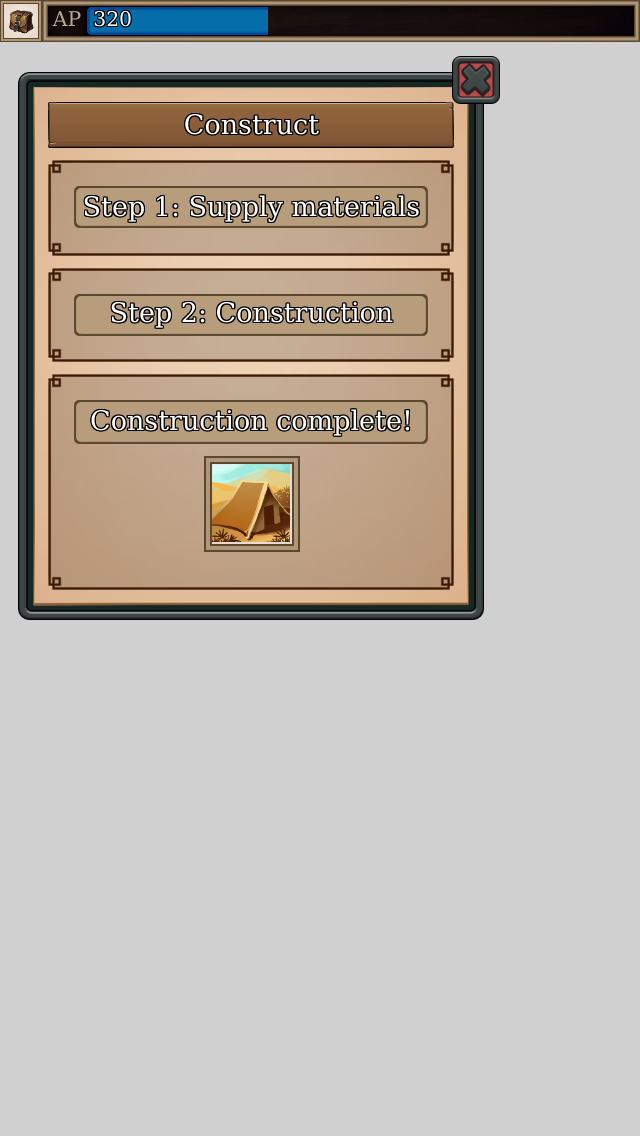 AP 320
Construct
Step 1: Supply materials
Step 2: Construction
Construction complete!